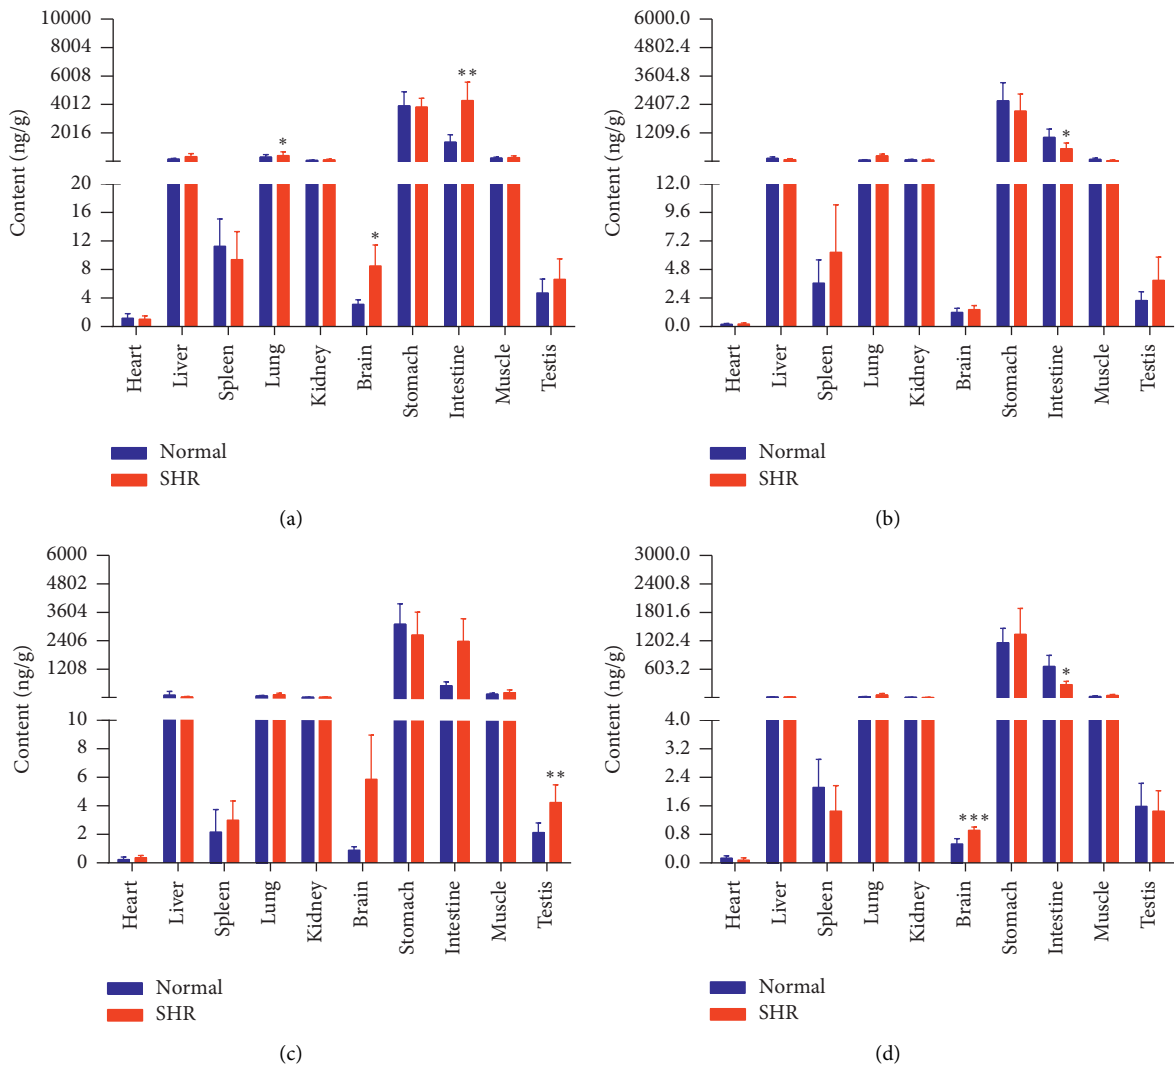 Content (ng/g)
10000
8004
6008
4012
2016
20
16
12
8
4
0
*
**
*
Heart
Liver
Spleen
Lung
Kidney
Brain
Stomach
Intestine
Muscle
Testis
Normal
SHR
(a)
Content (ng/g)
6000.0
4802.4
3604.8
2407.2
1209.6
12.0
9.6
7.2
4.8
2.4
0.0
*
Heart
Liver
Spleen
Lung
Kidney
Brain
Stomach
Intestine
Muscle
Testis
Normal
SHR
(b)
Content (ng/g)
6000
4802
3604
2406
1208
10
8
6
4
2
0
**
Heart
Liver
Spleen
Lung
Kidney
Brain
Stomach
Intestine
Muscle
Testis
Normal
SHR
(c)
Content (ng/g)
3000.0
2400.8
1801.6
1202.4
603.2
4.0
3.2
2.4
1.6
0.8
0.0
*
***
Heart
Liver
Spleen
Lung
Kidney
Brain
Stomach
Intestine
Muscle
Testis
Normal
SHR
(d)